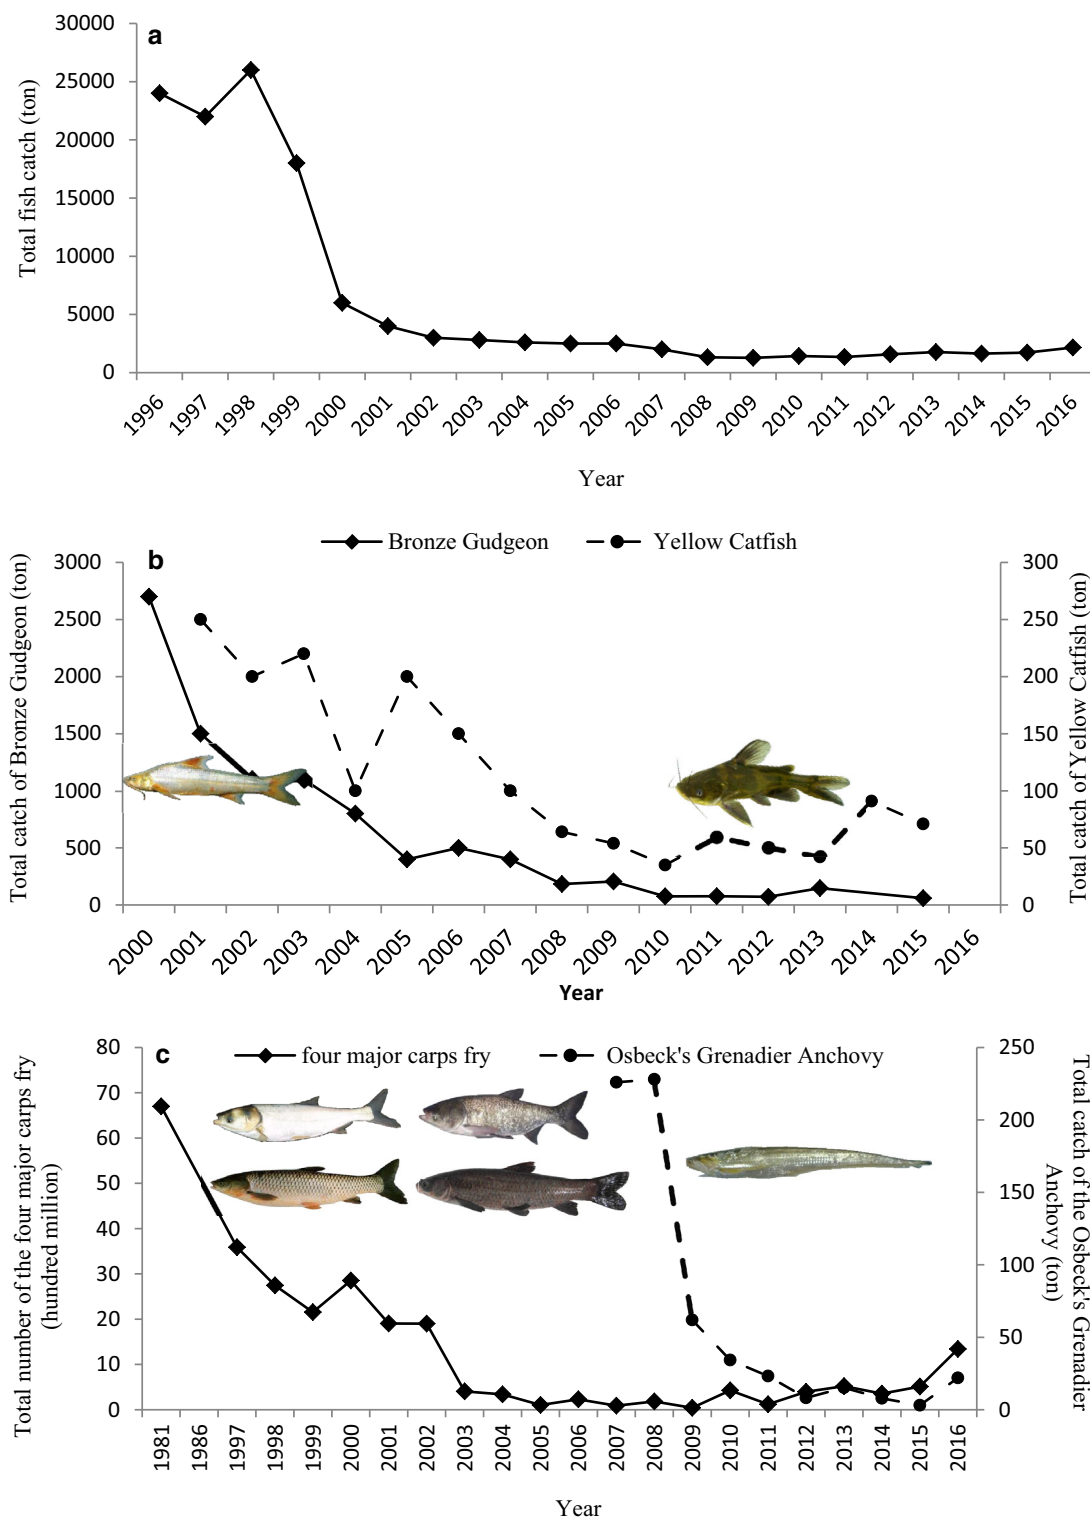 a
Total fish catch (ton)
30000
25000
20000
15000
10000
5000
0
1996 1997 1998 1999 2000 2001 2002 2003 2004 2005 2006 2007 2008 2009 2010 2011 2012 2013 2014 2015 2016
Year
Bronze Gudgeon Yellow Catfish
b
Total catch of Bronze Gudgeon (ton)
3000
2500
2000
1500
1000
500
0
300
250
200
150
100
50
0
Total catch of Yellow Catfish (ton)
2000 2001 2002 2003 2004 2005 2006 2007 2008 2009 2010 2011 2012 2013 2014 2015 2016
Year
c
four major carps fry Osbeck's Grenadier Anchovy
Total number of the four major carps fry
(hundred million)
80
70
60
50
40
30
20
10
0
250
200
150
100
50
0
Total catch of the Osbeck's Grenadier
Anchovy (ton)
1981 1986 1997 1998 1999 2000 2001 2002 2003 2004 2005 2006 2007 2008 2009 2010 2011 2012 2013 2014 2015 2016
Year